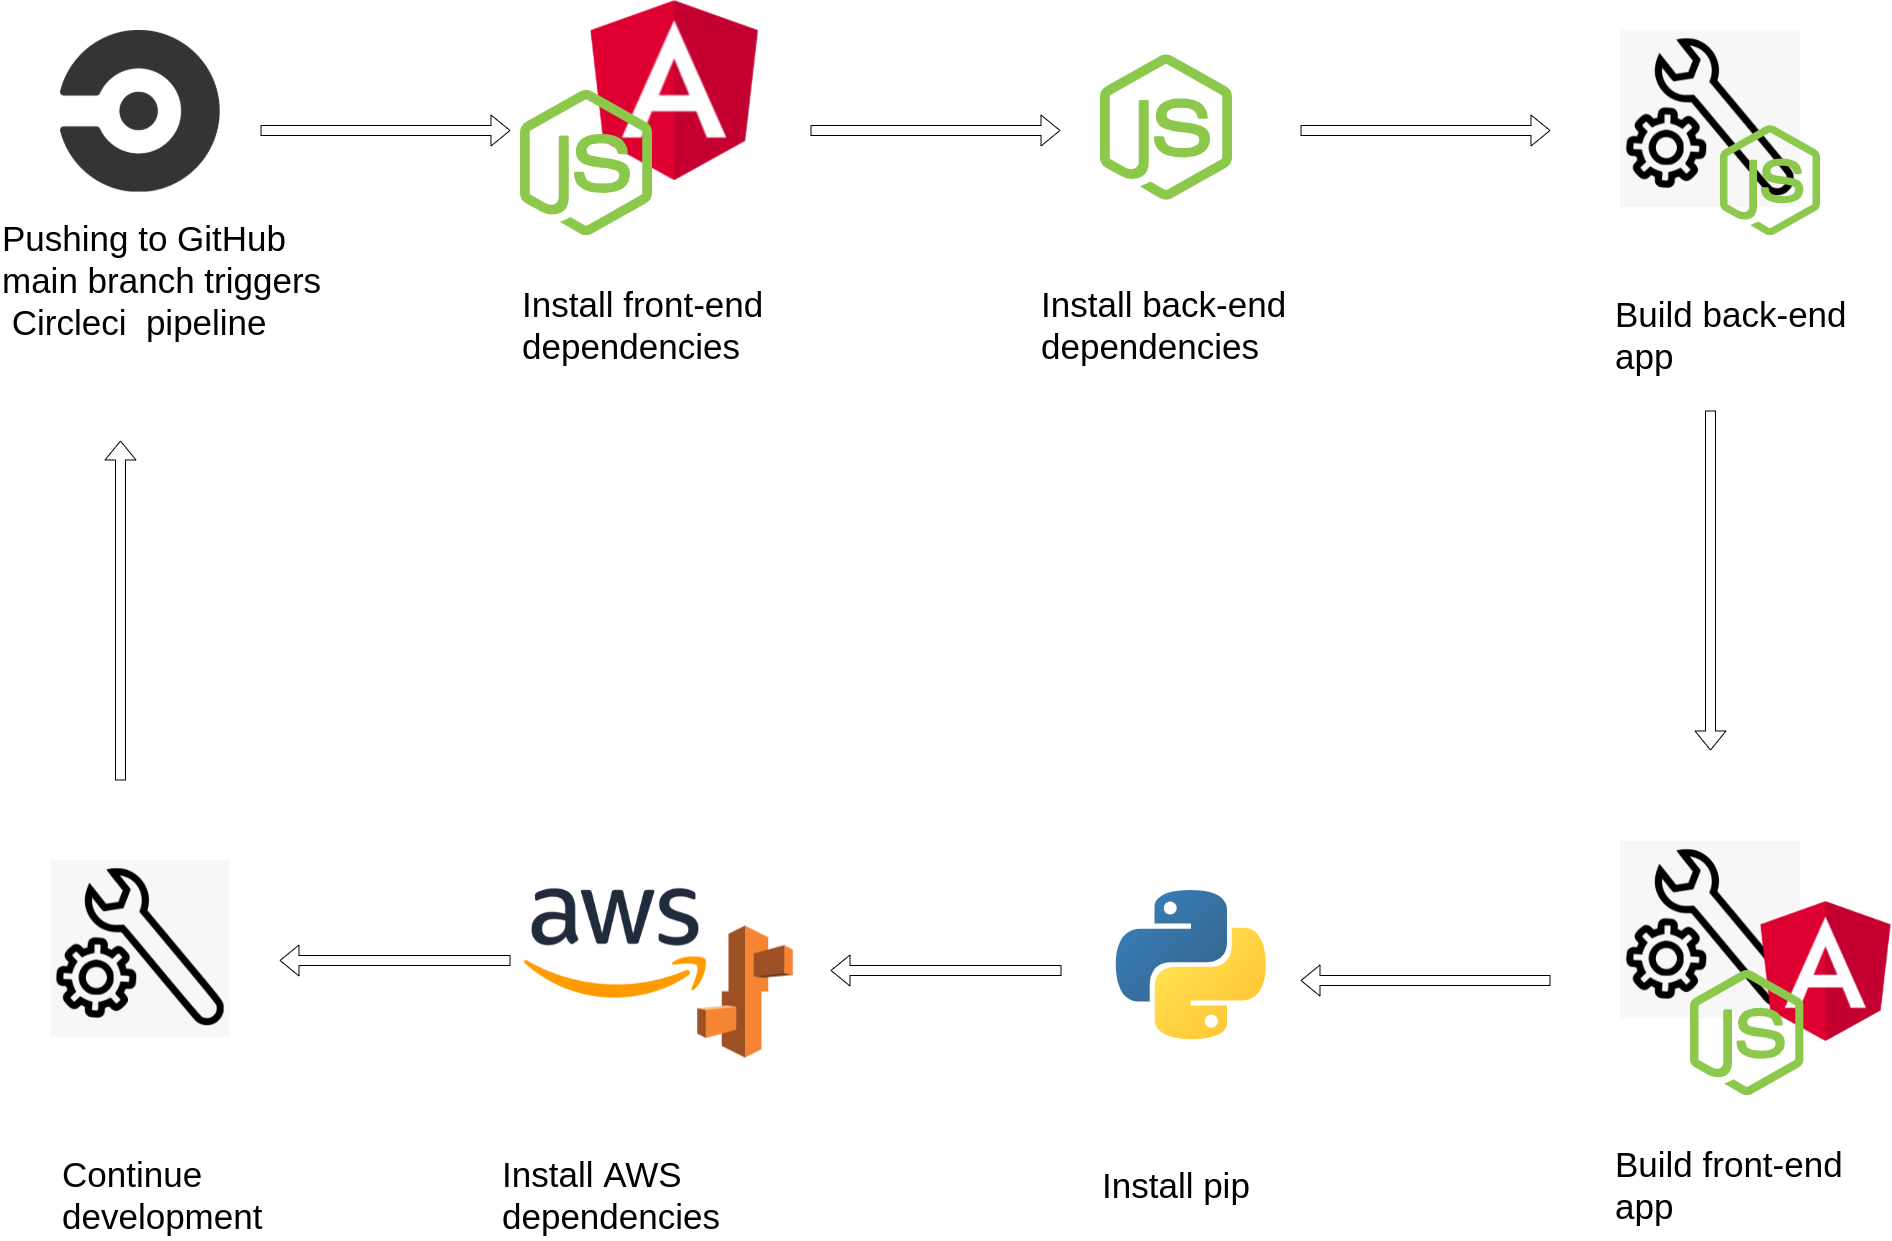 Pushing to GitHub
main branch triggers
Circleci  pipeline
JS
A
Install front-end
dependencies
JS
Install back-end
dependencies
JS
Build back-end
app
A
JS
Build front-end
app
Install pip
aws
Install AWS
dependencies
Continue
development